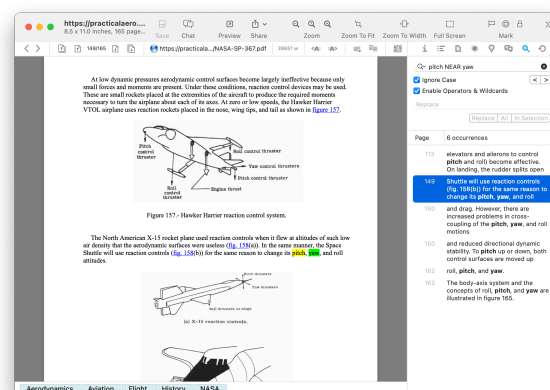 https://practicalaero....
8.5 x 11.0 inches, 165 page...
Save
Chat
Preview
Share
Zoom
Zoom To Fit
Zoom To Width
Full Screen
Mark
149/165
https://practicala.../NASA-SP-367.pdf
39651 w
At low dynamic pressures aerodynamic control surfaces become largely ineffective because only
small forces and moments are present. Under these conditions, reaction control devices may be used.
These are small rockets placed at the extremities of the aircraft to produce the required moments
necessary to turn the airplane about each of its axes. At zero or low speeds, the Hawker Harrier
VTOL airplane uses reaction rockets placed in the nose, wing tips, and tail as shown in figure 157.
Pitch
control
thruster
Roll control thruster
Yaw control thrusters
Pitch control thruster
Roll
control
thruster
Engine thrust
Figure 157.- Hawker Harrier reaction control system.
The North American X-15 rocket plane used reaction controls when it flew at altitudes of such low
air density that the aerodynamic surfaces were useless (fig. 158(a)). In the same manner, the Space
Shuttle will use reaction controls (fig. 158(b)) for the same reason to change its pitch, yaw, and roll
attitudes.
Pitch thrusters
Yaw thrusters
Roll thrusters on wings
(a) X-15 reaction controls.
Aerodynamics
Aviation
Flight
History
NASA
pitch NEAR yaw
Ignore Case
< >
Enable Operators & Wildcards
Replace
Replace
All
In Selection
Page
6 occurrences
113
elevators and ailerons to control
pitch and roll) become effective.
On landing, the rudder splits open
149
Shuttle will use reaction controls
(fig. 158(b)) for the same reason to
change its pitch, yaw, and roll
150
and drag. However, there are
increased problems in cross-
coupling of the pitch, yaw, and roll
motions
150
and reduced directional dynamic
stability. To pitch up or down, both
control surfaces are moved up
162
roll, pitch, and yaw.
162
The body-axis system and the
concepts of roll, pitch, and yaw are
illustrated in figure 165.